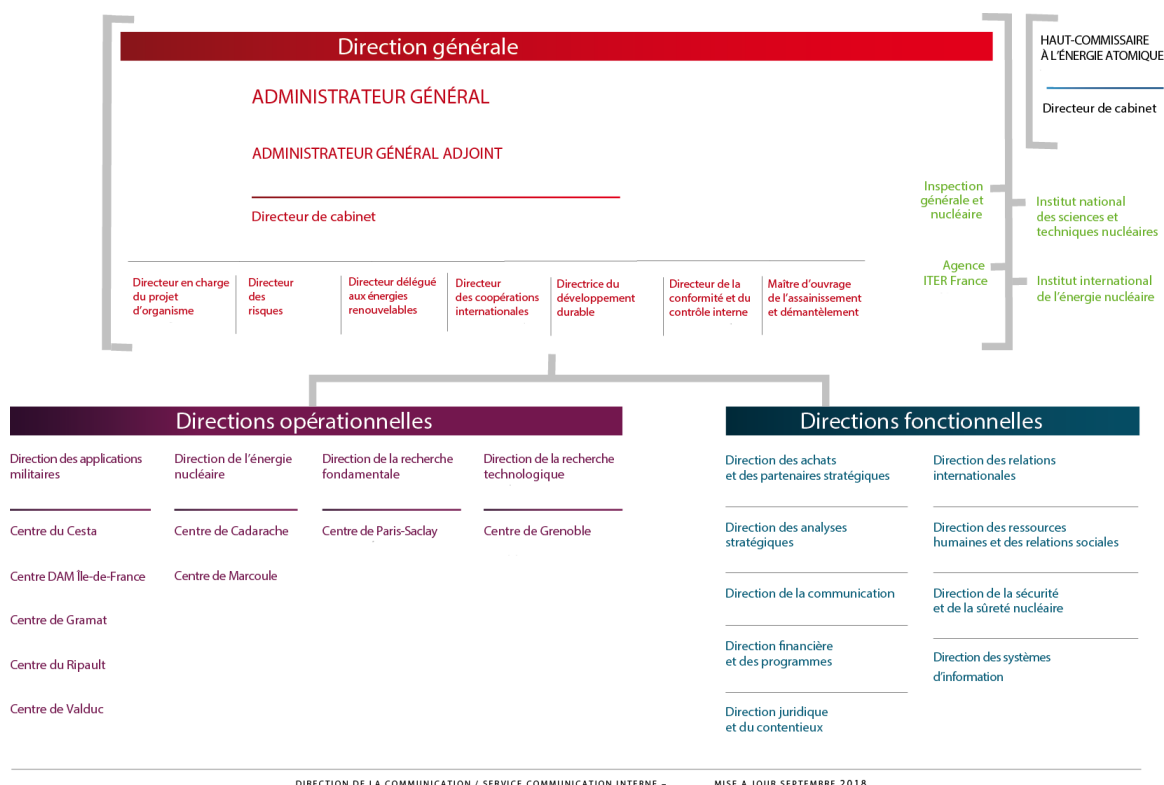 Direction générale
ADMINISTRATEUR GÉNÉRAL
ADMINISTRATEUR GÉNÉRAL ADJOINT
Directeur de cabinet
Directeur en charge
du projet
d'organisme
Directeur
des
risques
Directeur délégué
aux énergies
renouvelables
Directeur
des coopérations
internationales
Directrice du
développement
durable
Directeur de la
conformité et du
contrôle interne
Maître d'ouvrage
de l'assainissement
et démantèlement
HAUT-COMMISSAIRE
À L'ÉNERGIE ATOMIQUE
Directeur de cabinet
Inspection
générale et
nucléaire
Institut national
des sciences et
techniques nucléaires
Agence
ITER France
Institut international
de l'énergie nucléaire
Directions opérationnelles
Direction des applications
militaires
Centre du Cesta
Centre DAM Île-de-France
Centre de Gramat
Centre du Ripault
Centre de Valduc
Direction de l'énergie
nucléaire
Centre de Cadarache
Centre de Marcoule
Direction de la recherche
fondamentale
Centre de Paris-Saclay
Direction de la recherche
technologique
Centre de Grenoble
Directions fonctionnelles
Direction des achats
et des partenaires stratégiques
Direction des analyses
stratégiques
Direction de la communication
Direction financière
et des programmes
Direction juridique
et du contentieux
Direction des relations
internationales
Direction des ressources
humaines et des relations sociales
Direction de la sécurité
et de la sûreté nucléaire
Direction des systèmes
d'information
DIRECTION DE LA COMMUNICATION / SERVICE COMMUNICATION INTERNE – MISE A JOUR SEPTEMBRE 2018